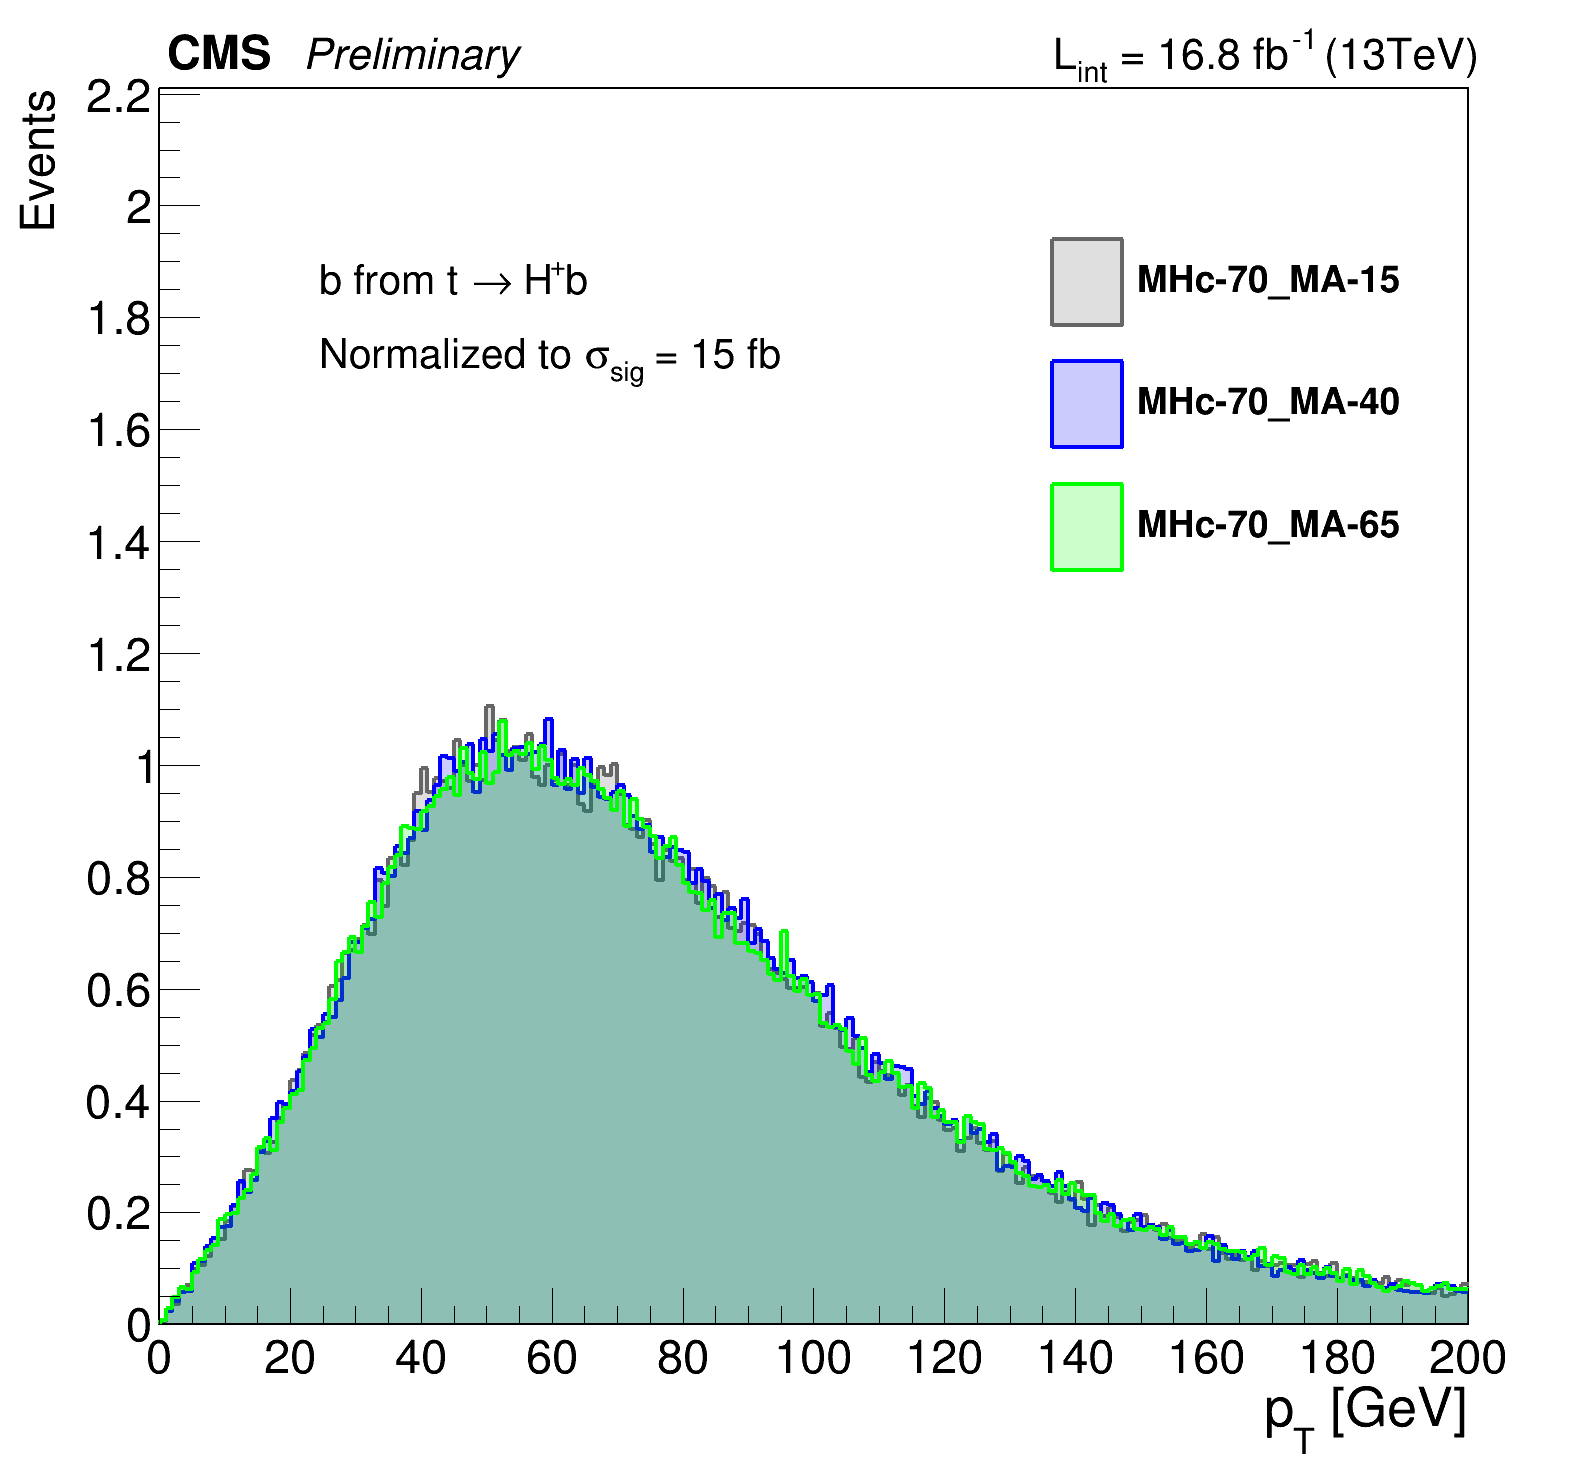 CMS Preliminary L_int = 16.8 fb^-1 (13TeV)
Events
2.2
2
1.8
1.6
1.4
1.2
1
0.8
0.6
0.4
0.2
0
b from t → H⁺b
Normalized to σ_sig = 15 fb
MHc-70_MA-15
MHc-70_MA-40
MHc-70_MA-65
0 20 40 60 80 100 120 140 160 180 200
p_T [GeV]